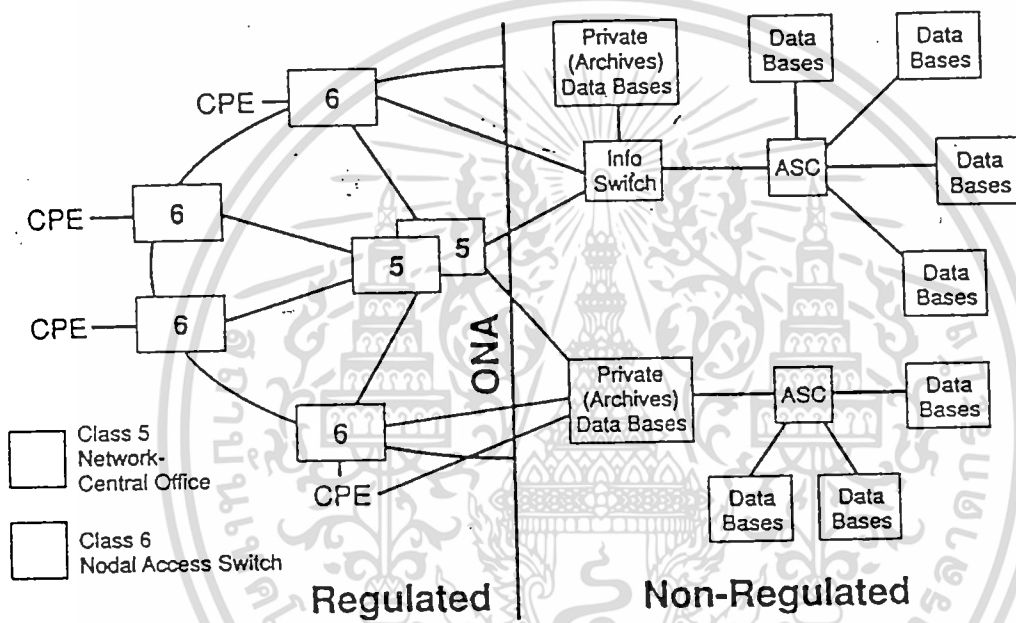 Private
(Archives)
Data Bases
Data
Bases
Data
Bases
CPE
6
Info
Switch
ASC
Data
Bases
CPE
6
5
5
Data
Bases
CPE
6
ONA
Private
(Archives)
Data Bases
ASC
Data
Bases
6
CPE
Data
Bases
Data
Bases
Class 5
Network-
Central Office
Class 6
Nodal Access Switch
Regulated
Non-Regulated